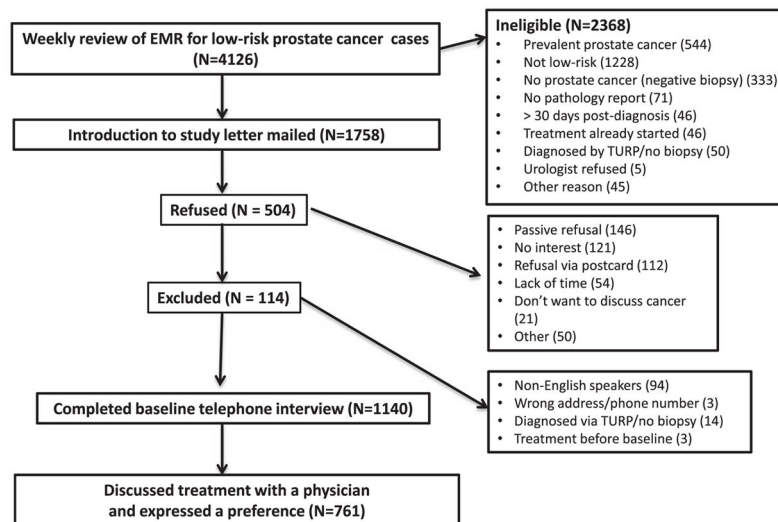 Weekly review of EMR for low-risk prostate cancer cases
(N=4126)
Ineligible (N=2368)
• Prevalent prostate cancer (544)
• Not low-risk (1228)
• No prostate cancer (negative biopsy) (333)
• No pathology report (71)
• > 30 days post-diagnosis (46)
• Treatment already started (46)
• Diagnosed by TURP/no biopsy (50)
• Urologist refused (5)
• Other reason (45)
Introduction to study letter mailed (N=1758)
Refused (N = 504)
• Passive refusal (146)
• No interest (121)
• Refusal via postcard (112)
• Lack of time (54)
• Don't want to discuss cancer
(21)
• Other (50)
Excluded (N = 114)
• Non-English speakers (94)
• Wrong address/phone number (3)
• Diagnosed via TURP/no biopsy (14)
• Treatment before baseline (3)
Completed baseline telephone interview (N=1140)
Discussed treatment with a physician
and expressed a preference (N=761)